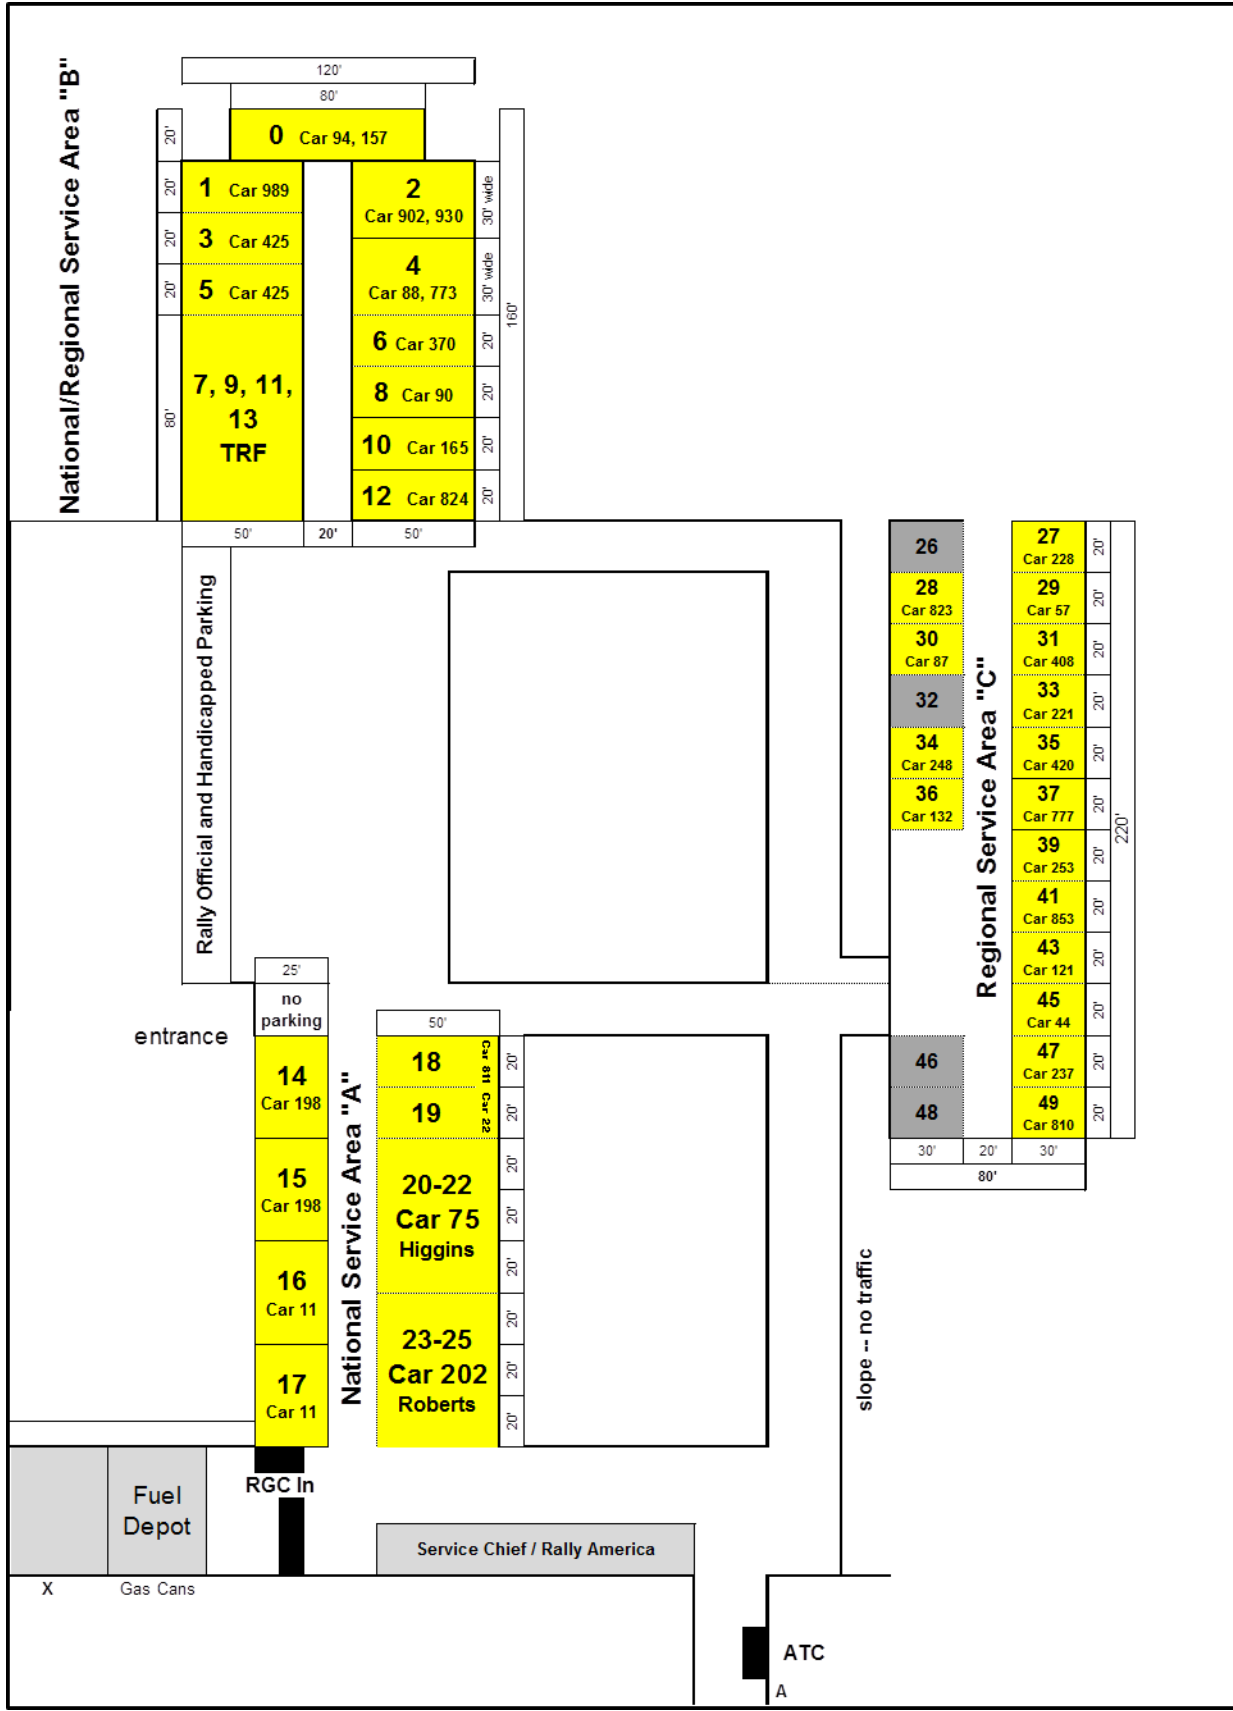 National/Regional Service Area "B"
120'
80'
20'
0 Car 94, 157
20'
1 Car 989
20'
3 Car 425
20'
5 Car 425
80'
7, 9, 11,
13
TRF
2
Car 902, 930
30' wide
4
Car 88, 773
30' wide
6 Car 370
20'
8 Car 90
20'
10 Car 165
20'
12 Car 824
20'
160'
50'
20'
50'
Rally Official and Handicapped Parking
26
28
Car 823
30
Car 87
32
34
Car 248
36
Car 132
46
48
Regional Service Area "C"
27
Car 228
20'
29
Car 57
20'
31
Car 408
20'
33
Car 221
20'
35
Car 420
20'
37
Car 777
20'
39
Car 253
20'
41
Car 853
20'
43
Car 121
20'
45
Car 44
20'
47
Car 237
20'
49
Car 810
20'
220'
30'
20'
30'
80'
entrance
25'
no
parking
14
Car 198
15
Car 198
16
Car 11
17
Car 11
National Service Area "A"
50'
18
Car 811
20'
19
Car 22
20'
20-22
Car 75
Higgins
20'
20'
20'
23-25
Car 202
Roberts
20'
20'
20'
slope -- no traffic
Fuel
Depot
RGC In
Service Chief / Rally America
X
Gas Cans
ATC
A